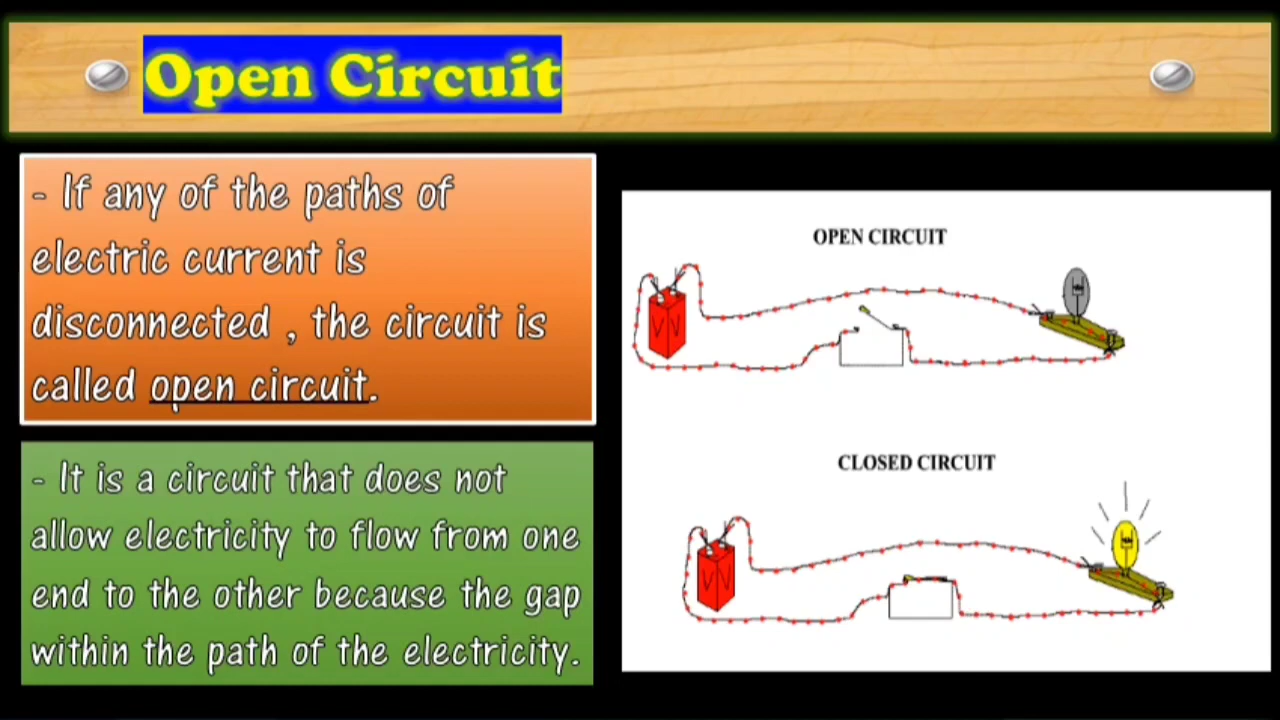 Open Circuit
- If any of the paths of
electric current is
disconnected , the circuit is
called open circuit.
- It is a circuit that does not
allow electricity to flow from one
end to the other because the gap
within the path of the electricity.
OPEN CIRCUIT
CLOSED CIRCUIT